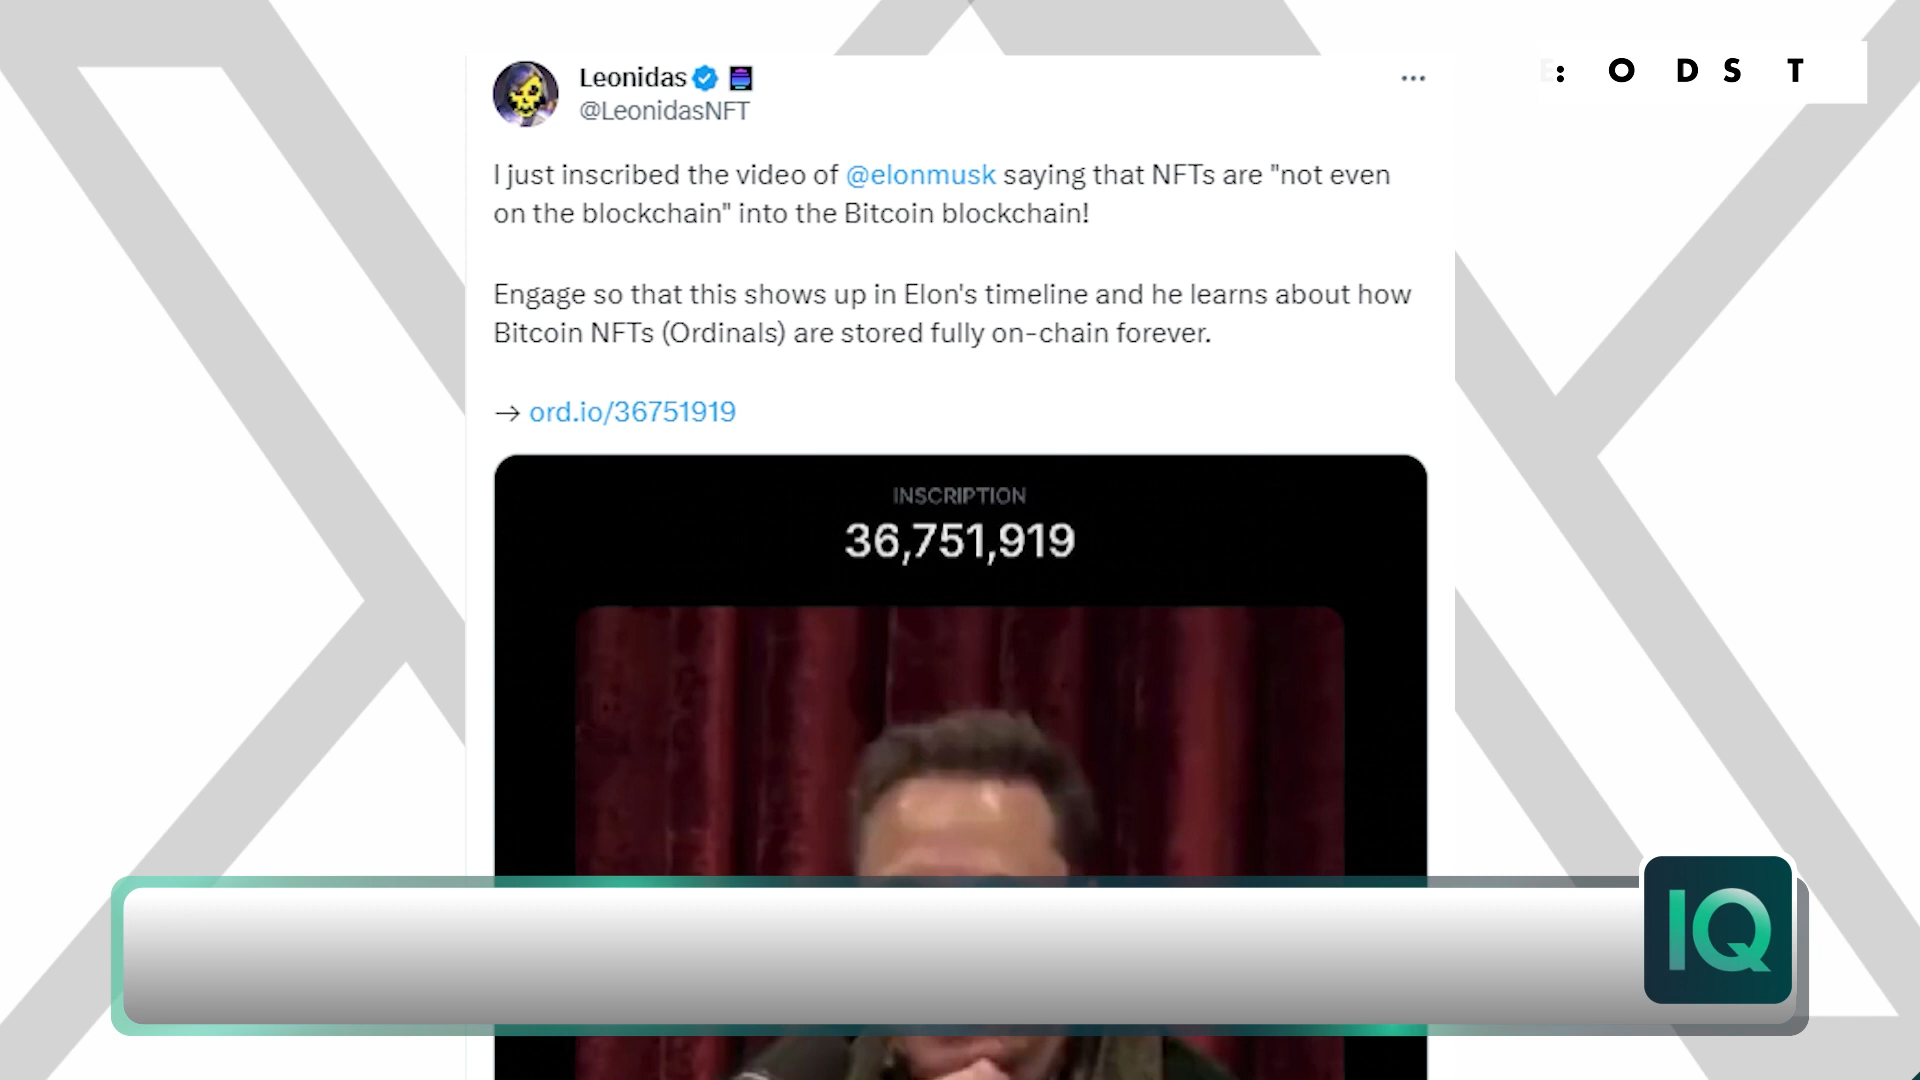 Leonidas
@LeonidasNFT
: O D S T
I just inscribed the video of @elonmusk saying that NFTs are "not even
on the blockchain" into the Bitcoin blockchain!
Engage so that this shows up in Elon's timeline and he learns about how
Bitcoin NFTs (Ordinals) are stored fully on-chain forever.
→ ord.io/36751919
INSCRIPTION
36,751,919
IQ